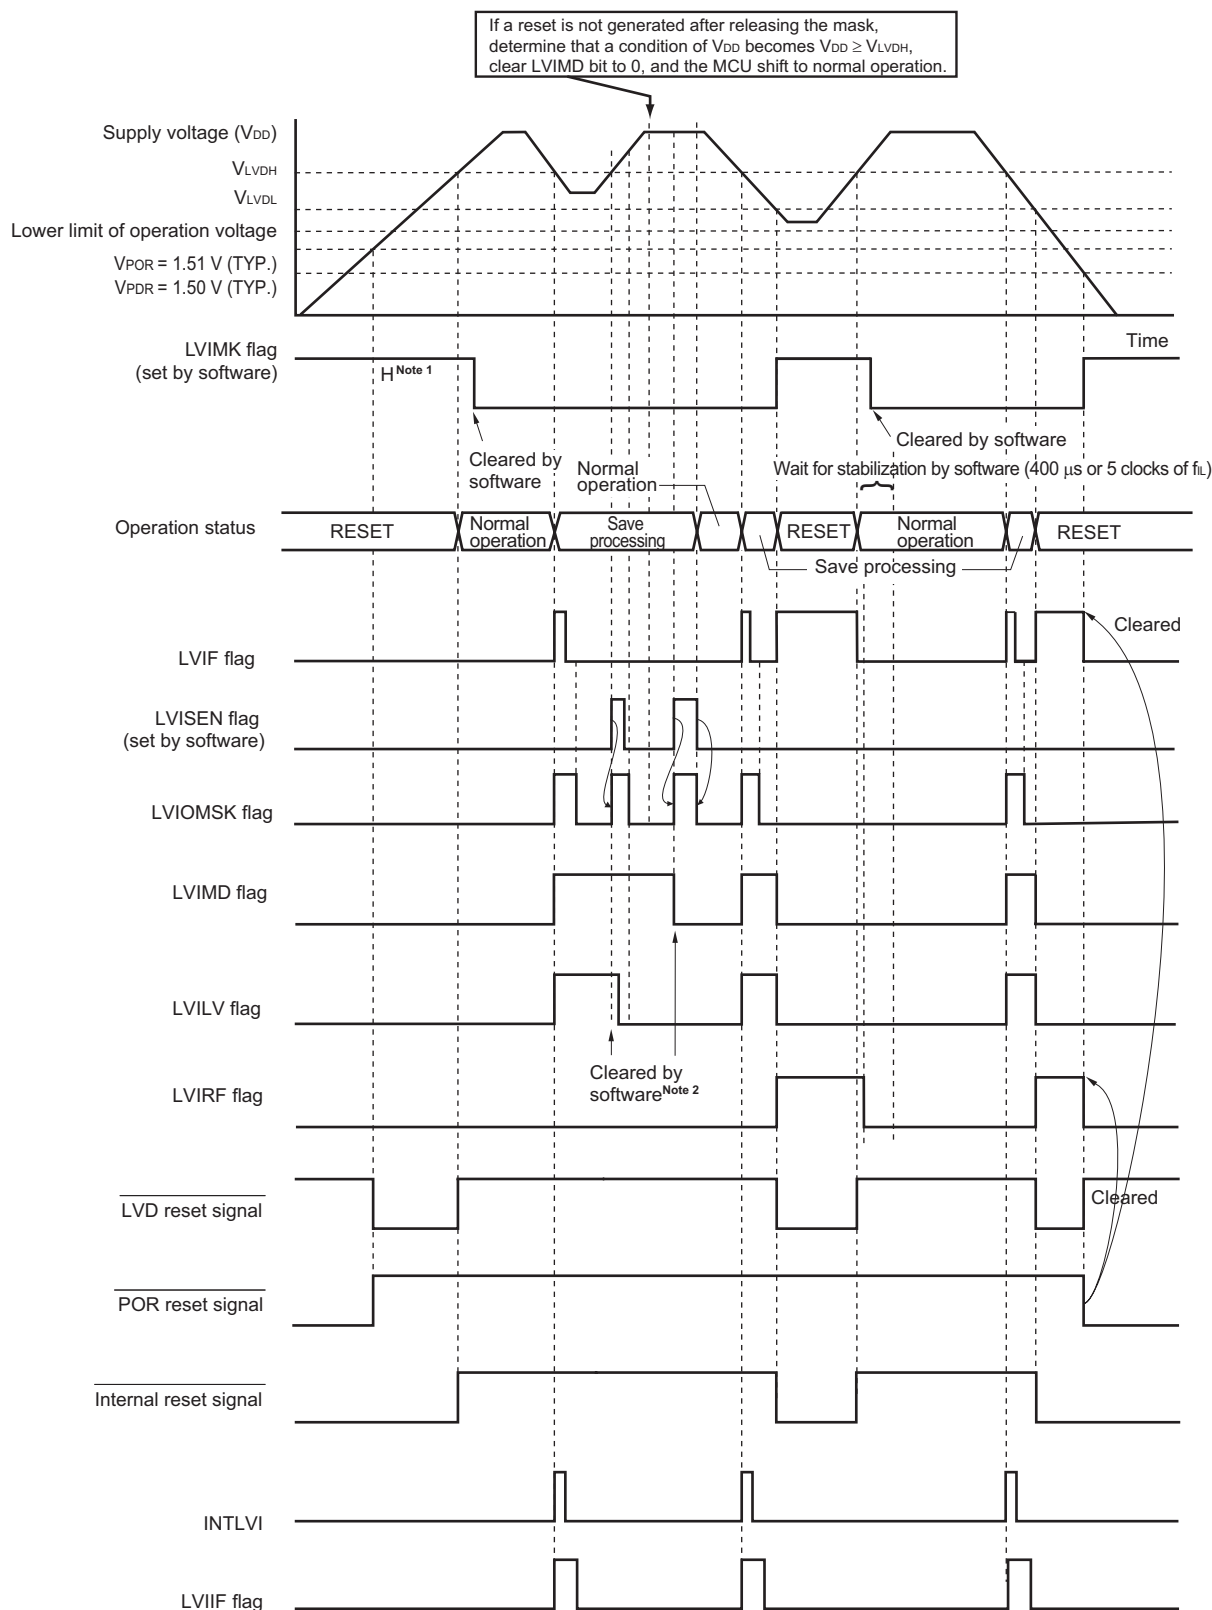 If a reset is not generated after releasing the mask,
determine that a condition of VDD becomes VDD ≥ VLVDH,
clear LVIMD bit to 0, and the MCU shift to normal operation.
Supply voltage (VDD)
VLVDH
VLVDL
Lower limit of operation voltage
VPOR = 1.51 V (TYP.)
VPDR = 1.50 V (TYP.)
Time
LVIMK flag
(set by software)
H Note 1
Cleared by
software
Cleared by software
Normal
operation
Wait for stabilization by software (400 μs or 5 clocks of fIL)
Operation status
RESET
Normal
operation
Save
processing
RESET
Normal
operation
RESET
Save processing
Cleared
LVIF flag
LVISEN flag
(set by software)
LVIOMSK flag
LVIMD flag
LVILV flag
Cleared by
software Note 2
LVIRF flag
Cleared
LVD reset signal
POR reset signal
Internal reset signal
INTLVI
LVIIF flag